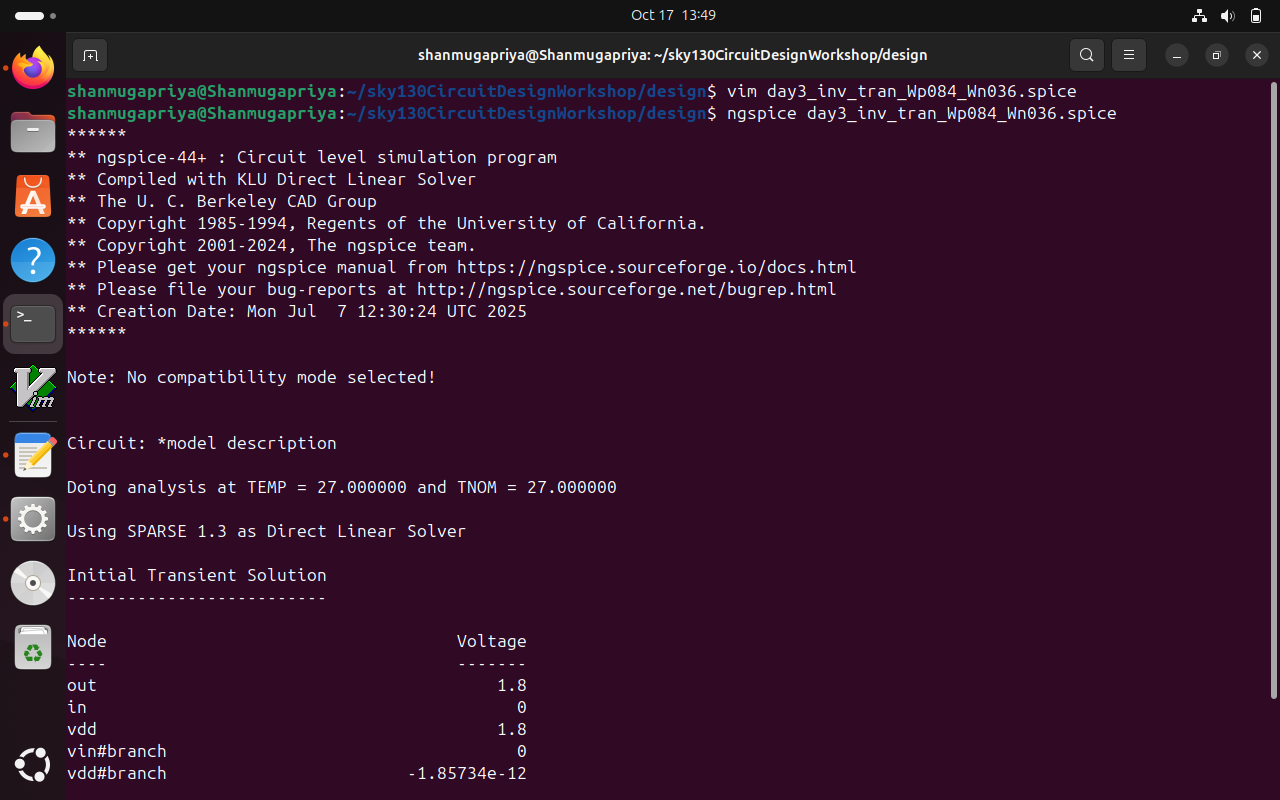 Oct 17 13:49
shanmugapriya@Shanmugapriya: ~/sky130CircuitDesignWorkshop/design
shanmugapriya@Shanmugapriya:~/sky130CircuitDesignWorkshop/design$ vim day3_inv_tran_Wp084_Wn036.spice
shanmugapriya@Shanmugapriya:~/sky130CircuitDesignWorkshop/design$ ngspice day3_inv_tran_Wp084_Wn036.spice
******
** ngspice-44+ : Circuit level simulation program
** Compiled with KLU Direct Linear Solver
** The U. C. Berkeley CAD Group
** Copyright 1985-1994, Regents of the University of California.
** Copyright 2001-2024, The ngspice team.
** Please get your ngspice manual from https://ngspice.sourceforge.io/docs.html
** Please file your bug-reports at http://ngspice.sourceforge.net/bugrep.html
** Creation Date: Mon Jul  7 12:30:24 UTC 2025
******
Note: No compatibility mode selected!
Circuit: *model description
Doing analysis at TEMP = 27.000000 and TNOM = 27.000000
Using SPARSE 1.3 as Direct Linear Solver
Initial Transient Solution
--------------------------
Node                                   Voltage
----                                   -------
out                                        1.8
in                                           0
vdd                                        1.8
vin#branch                                   0
vdd#branch                        -1.85734e-12